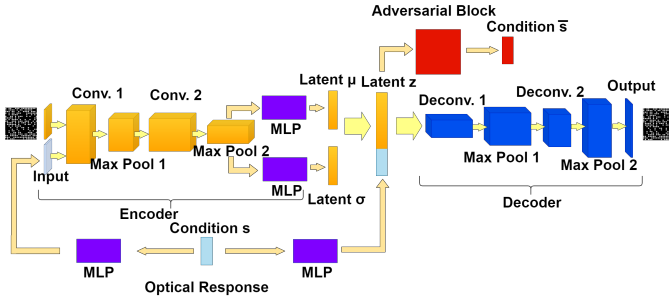 Adversarial Block
Condition s̅
Latent μ
Latent z
Output
Conv. 1
Conv. 2
Deconv. 1
Deconv. 2
MLP
Input
Max Pool 1
Max Pool 2
Max Pool 1
Max Pool 2
MLP
Latent σ
Encoder
Decoder
Condition s
MLP
MLP
Optical Response